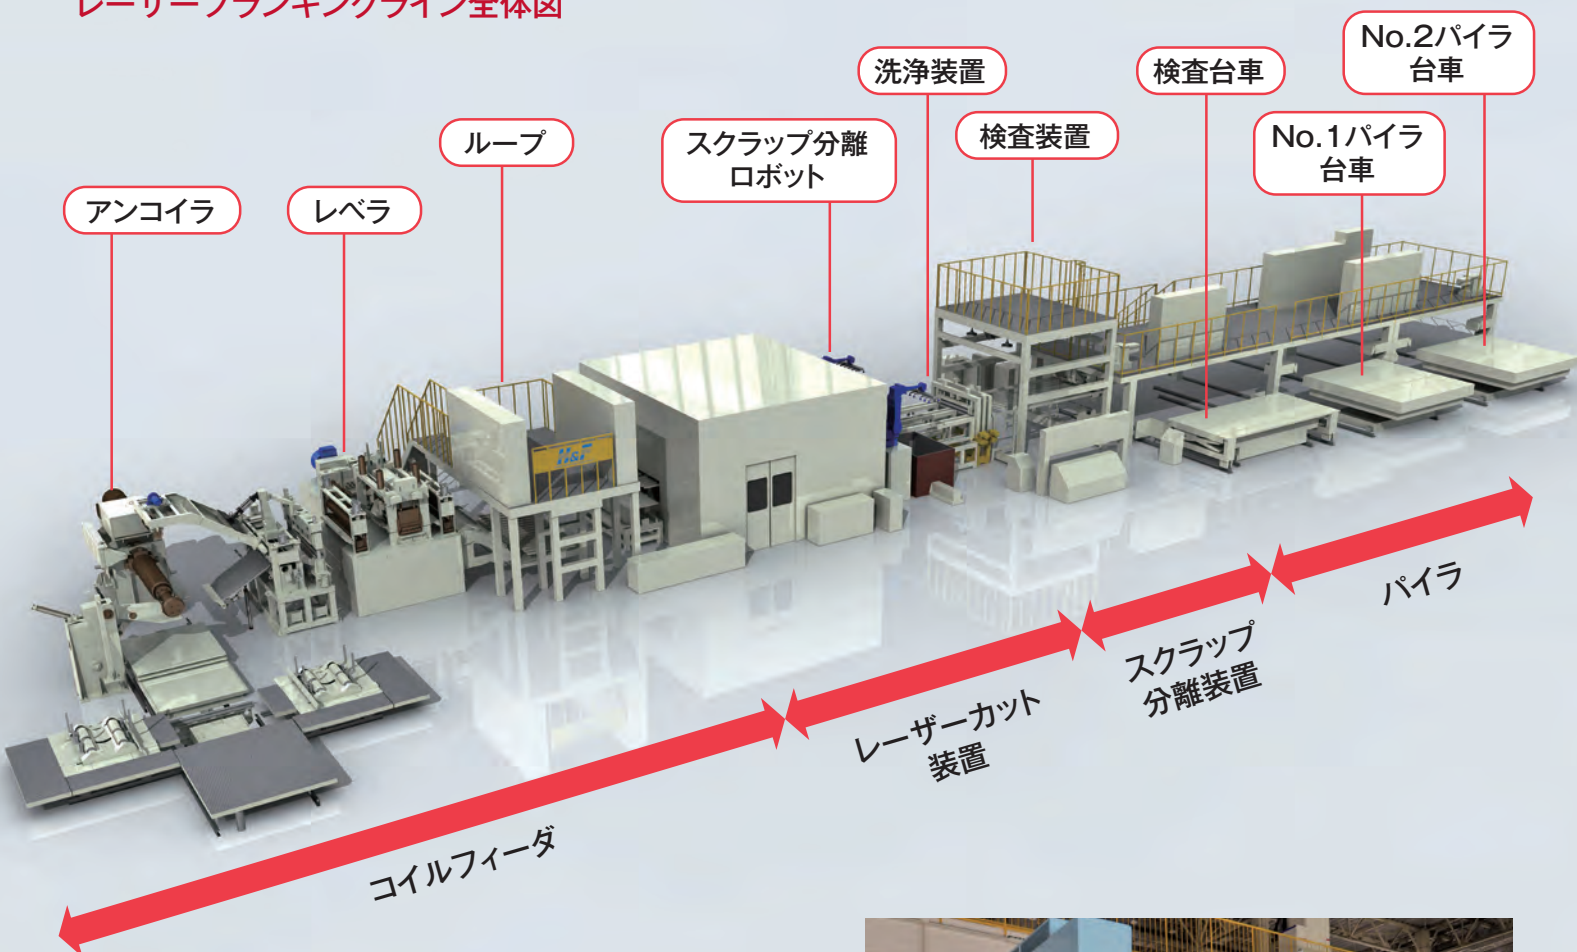 レーザーブランキングライン全体図
No.2パイラ
台車
洗浄装置
検査台車
ループ
スクラップ分離
ロボット
検査装置
No.1パイラ
台車
アンコイラ
レベラ
H&F
パイラ
スクラップ
分離装置
レーザーカット
装置
コイルフィーダ